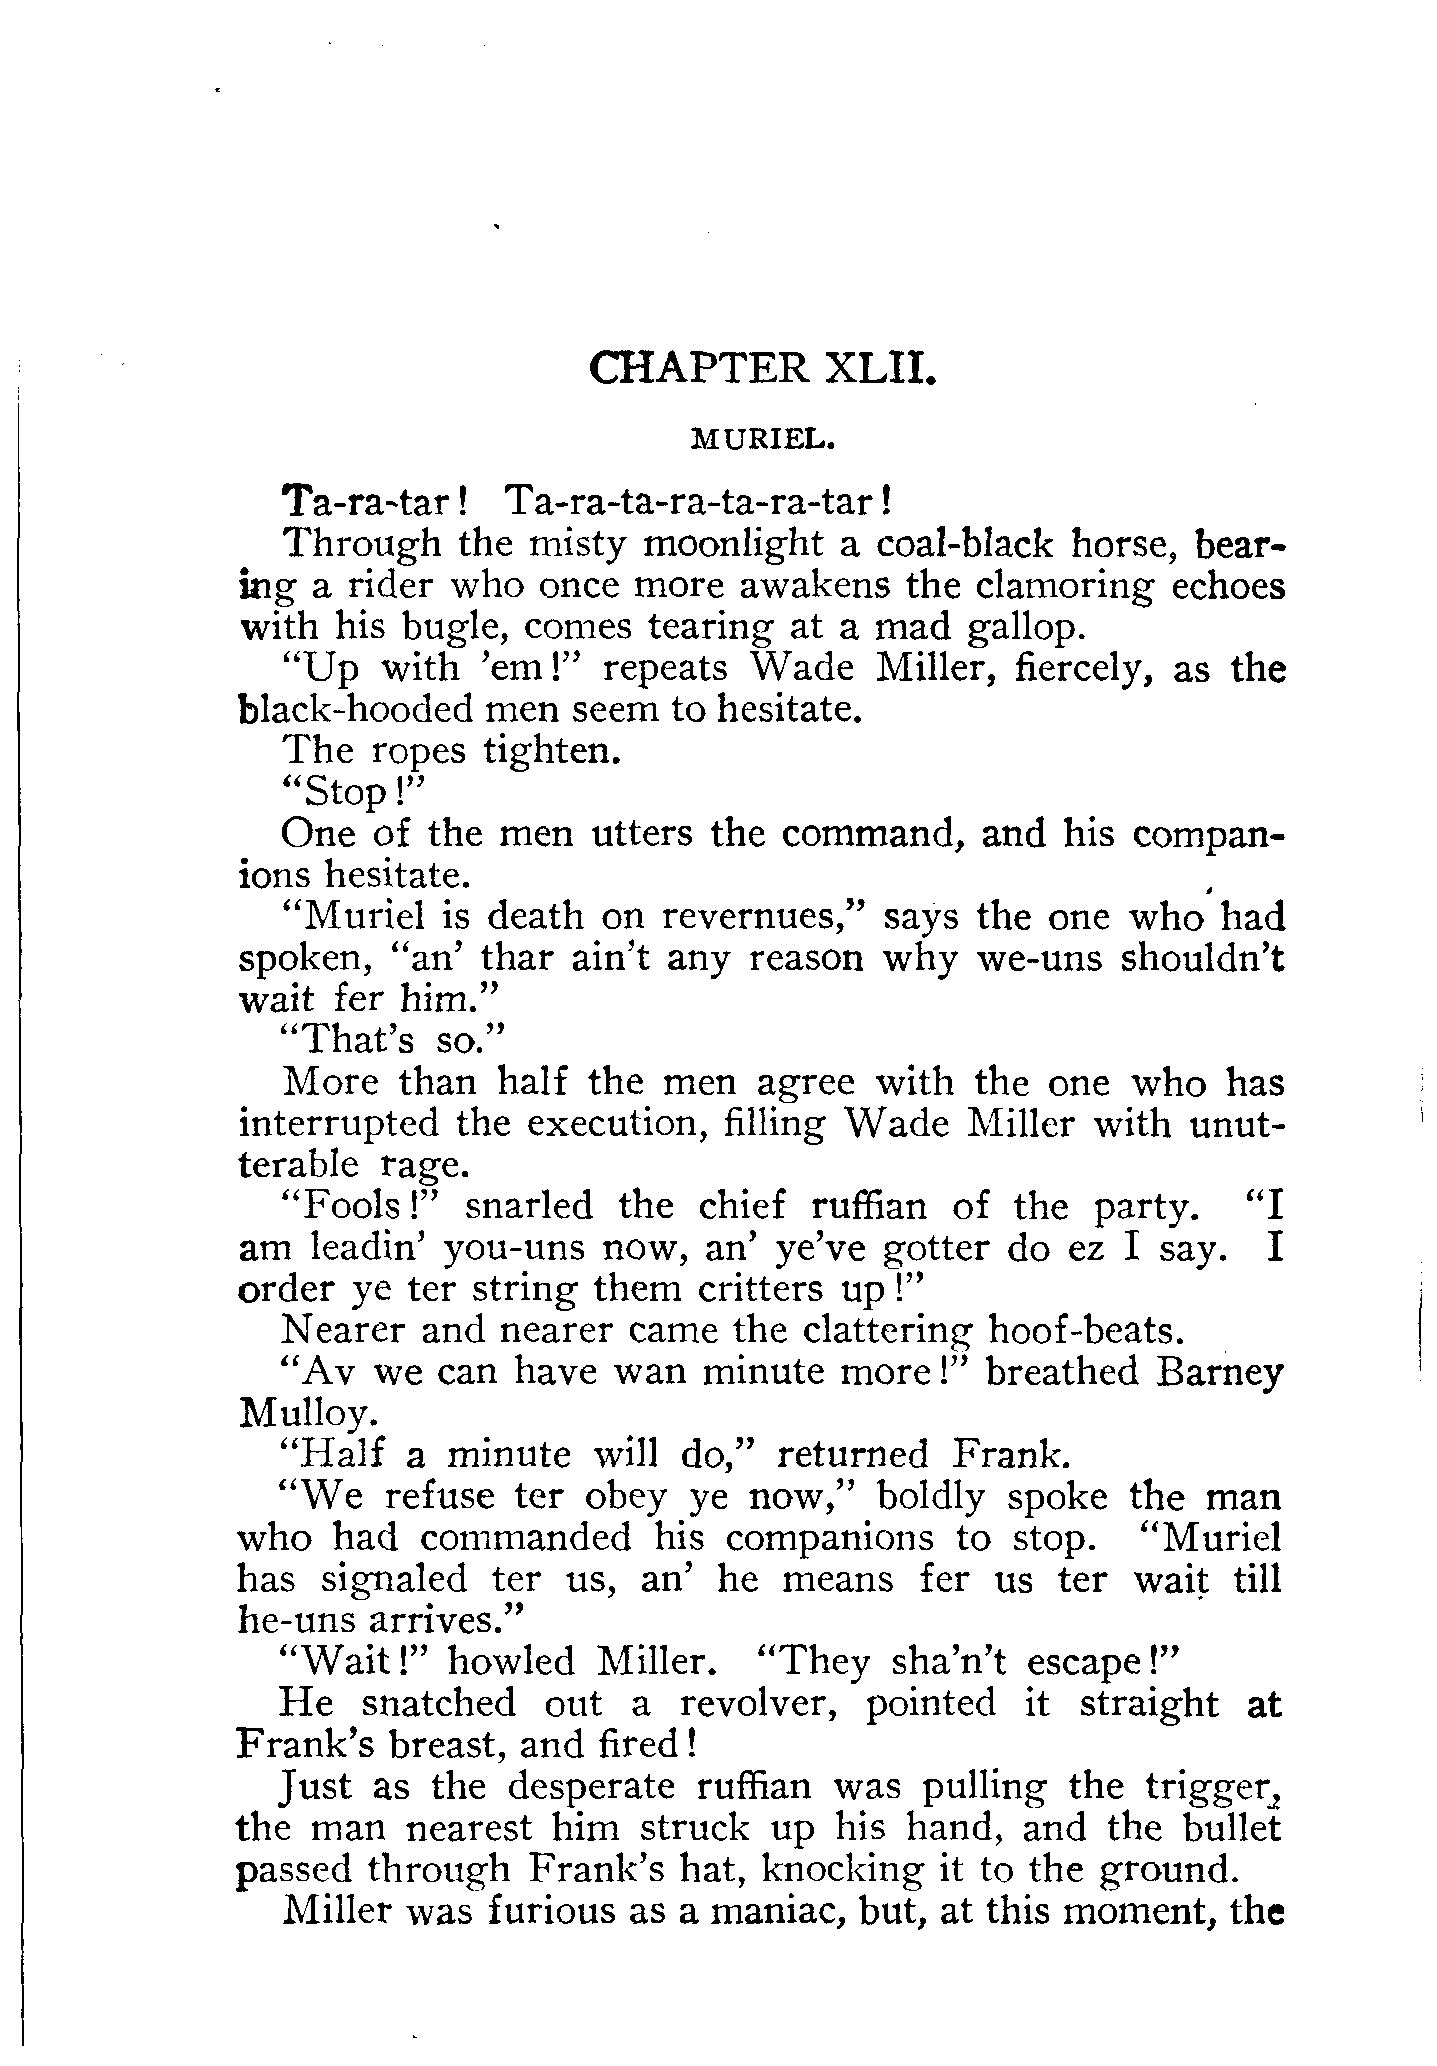 CHAPTER XLII.
MURIEL.
Ta-ra-tar! Ta-ra-ta-ra-ta-ra-tar!
Through the misty moonlight a coal-black horse, bear-
ing a rider who once more awakens the clamoring echoes
with his bugle, comes tearing at a mad gallop.
“Up with ’em!” repeats Wade Miller, fiercely, as the
black-hooded men seem to hesitate.
The ropes tighten.
“Stop!”
One of the men utters the command, and his compan-
ions hesitate.
“Muriel is death on revernues,” says the one who had
spoken, “an’ thar ain’t any reason why we-uns shouldn’t
wait fer him.”
“That’s so.”
More than half the men agree with the one who has
interrupted the execution, filling Wade Miller with unut-
terable rage.
“Fools!” snarled the chief ruffian of the party. “I
am leadin’ you-uns now, an’ ye’ve gotter do ez I say. I
order ye ter string them critters up!”
Nearer and nearer came the clattering hoof-beats.
“Av we can have wan minute more!” breathed Barney
Mulloy.
“Half a minute will do,” returned Frank.
“We refuse ter obey ye now,” boldly spoke the man
who had commanded his companions to stop. “Muriel
has signaled ter us, an’ he means fer us ter wait till
he-uns arrives.”
“Wait!” howled Miller. “They sha’n’t escape!”
He snatched out a revolver, pointed it straight at
Frank’s breast, and fired!
Just as the desperate ruffian was pulling the trigger,
the man nearest him struck up his hand, and the bullet
passed through Frank’s hat, knocking it to the ground.
Miller was furious as a maniac, but, at this moment, the